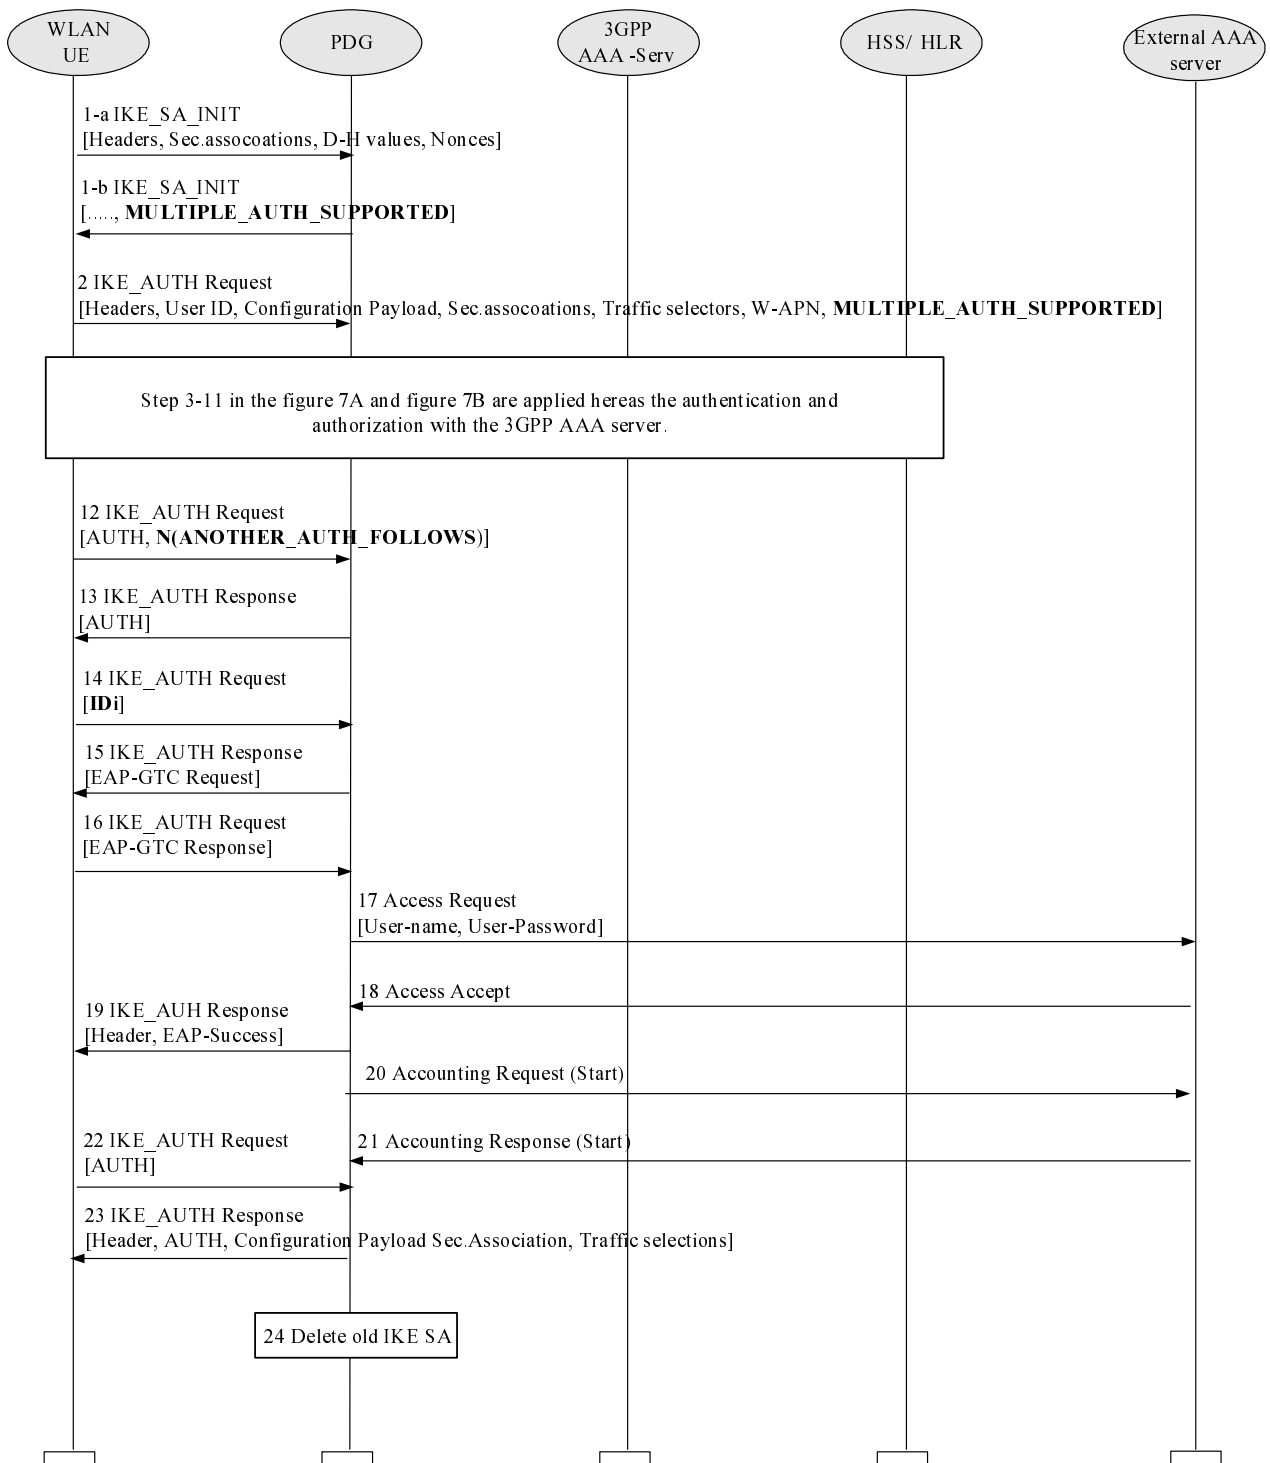 WLAN
UE
PDG
3GPP
AAA -Serv
HSS/ HLR
External AAA
server
1-a IKE_SA_INIT
[Headers, Sec.assocoations, D-H values, Nonces]
1-b IKE_SA_INIT
[....., MULTIPLE_AUTH_SUPPORTED]
2 IKE_AUTH Request
[Headers, User ID, Configuration Payload, Sec.assocoations, Traffic selectors, W-APN, MULTIPLE_AUTH_SUPPORTED]
Step 3-11 in the figure 7A and figure 7B are applied hereas the authentication and
authorization with the 3GPP AAA server.
12 IKE_AUTH Request
[AUTH, N(ANOTHER_AUTH_FOLLOWS)]
13 IKE_AUTH Response
[AUTH]
14 IKE_AUTH Request
[IDi]
15 IKE_AUTH Response
[EAP-GTC Request]
16 IKE_AUTH Request
[EAP-GTC Response]
17 Access Request
[User-name, User-Password]
18 Access Accept
19 IKE_AUH Response
[Header, EAP-Success]
20 Accounting Request (Start)
21 Accounting Response (Start)
22 IKE_AUTH Request
[AUTH]
23 IKE_AUTH Response
[Header, AUTH, Configuration Payload Sec.Association, Traffic selections]
24 Delete old IKE SA